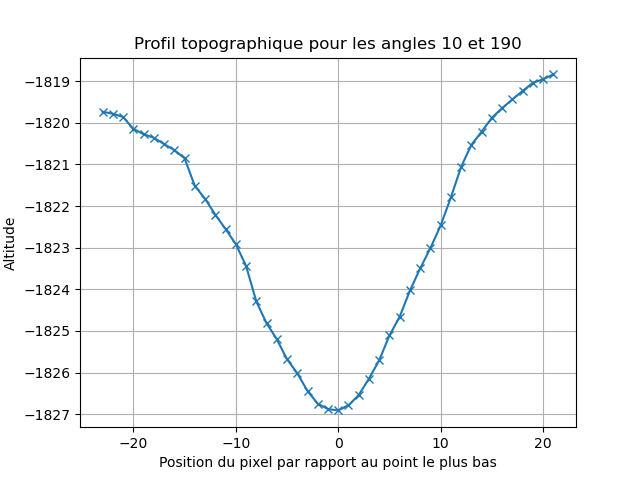 Profil topographique pour les angles 10 et 190
Altitude
−1819
−1820
−1821
−1822
−1823
−1824
−1825
−1826
−1827
−20 −10 0 10 20
Position du pixel par rapport au point le plus bas